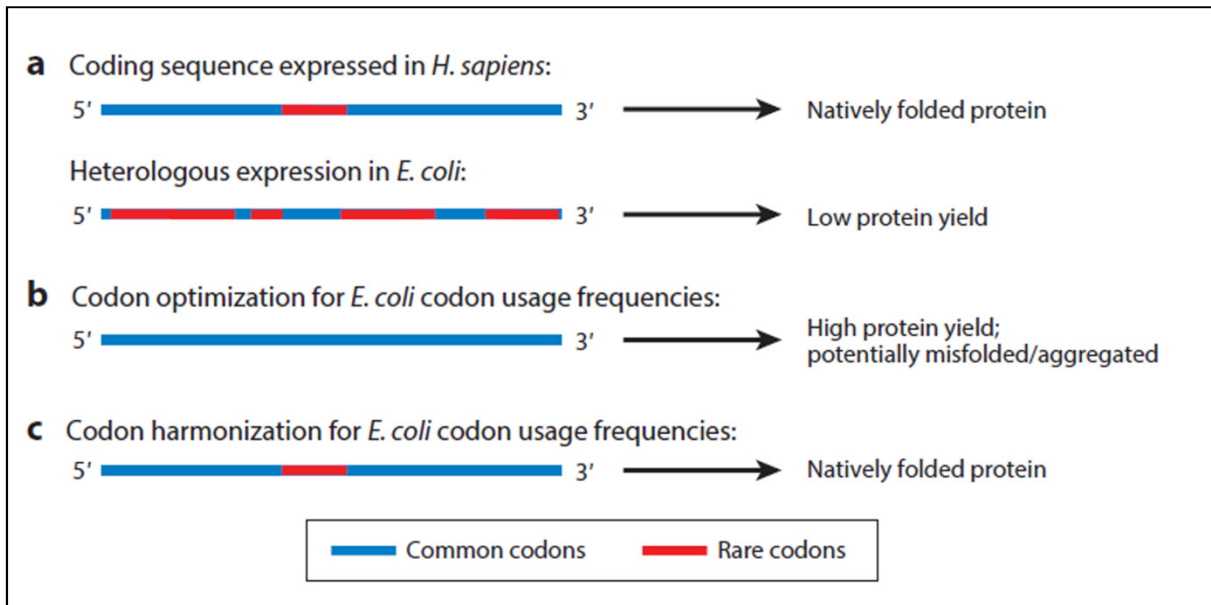 a Coding sequence expressed in H. sapiens:
5′ 3′ Natively folded protein
Heterologous expression in E. coli:
5′ 3′ Low protein yield
b Codon optimization for E. coli codon usage frequencies:
5′ 3′ High protein yield;
potentially misfolded/aggregated
c Codon harmonization for E. coli codon usage frequencies:
5′ 3′ Natively folded protein
Common codons Rare codons